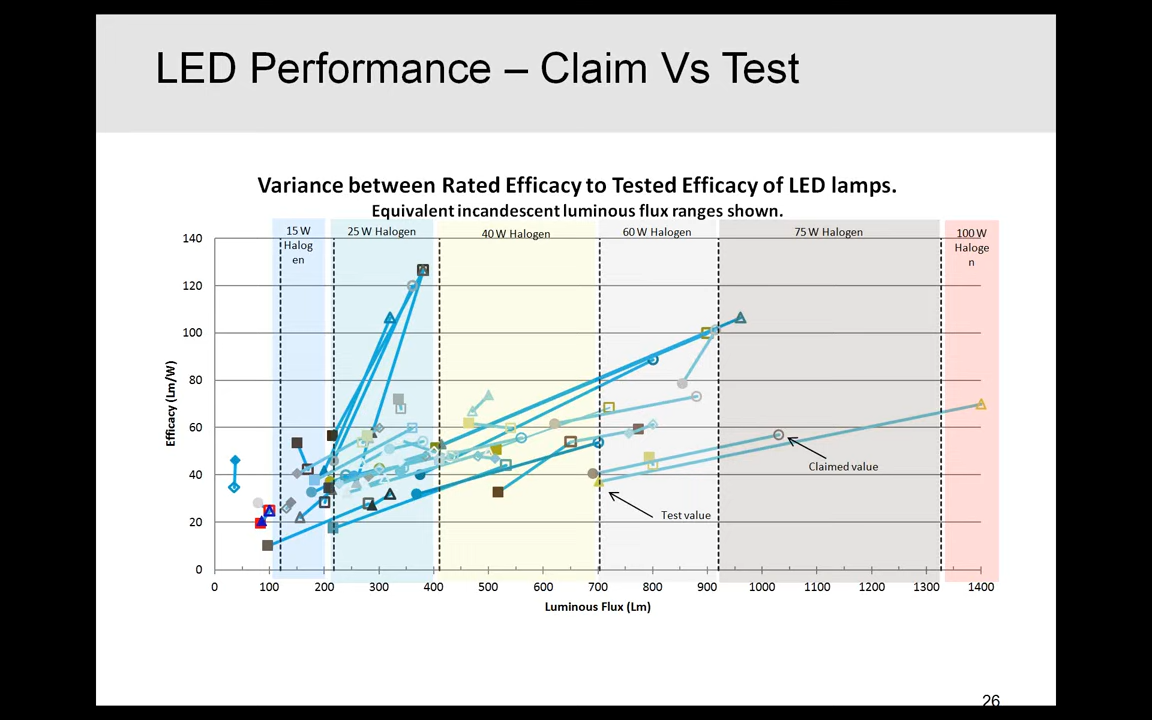 LED Performance – Claim Vs Test
Variance between Rated Efficacy to Tested Efficacy of LED lamps.
Equivalent incandescent luminous flux ranges shown.
15 W
Halog
en
25 W Halogen
40 W Halogen
60 W Halogen
75 W Halogen
100 W
Haloge
n
140
120
100
80
60
40
20
0
Efficacy (Lm/W)
Claimed value
Test value
0 100 200 300 400 500 600 700 800 900 1000 1100 1200 1300 1400
Luminous Flux (Lm)
26